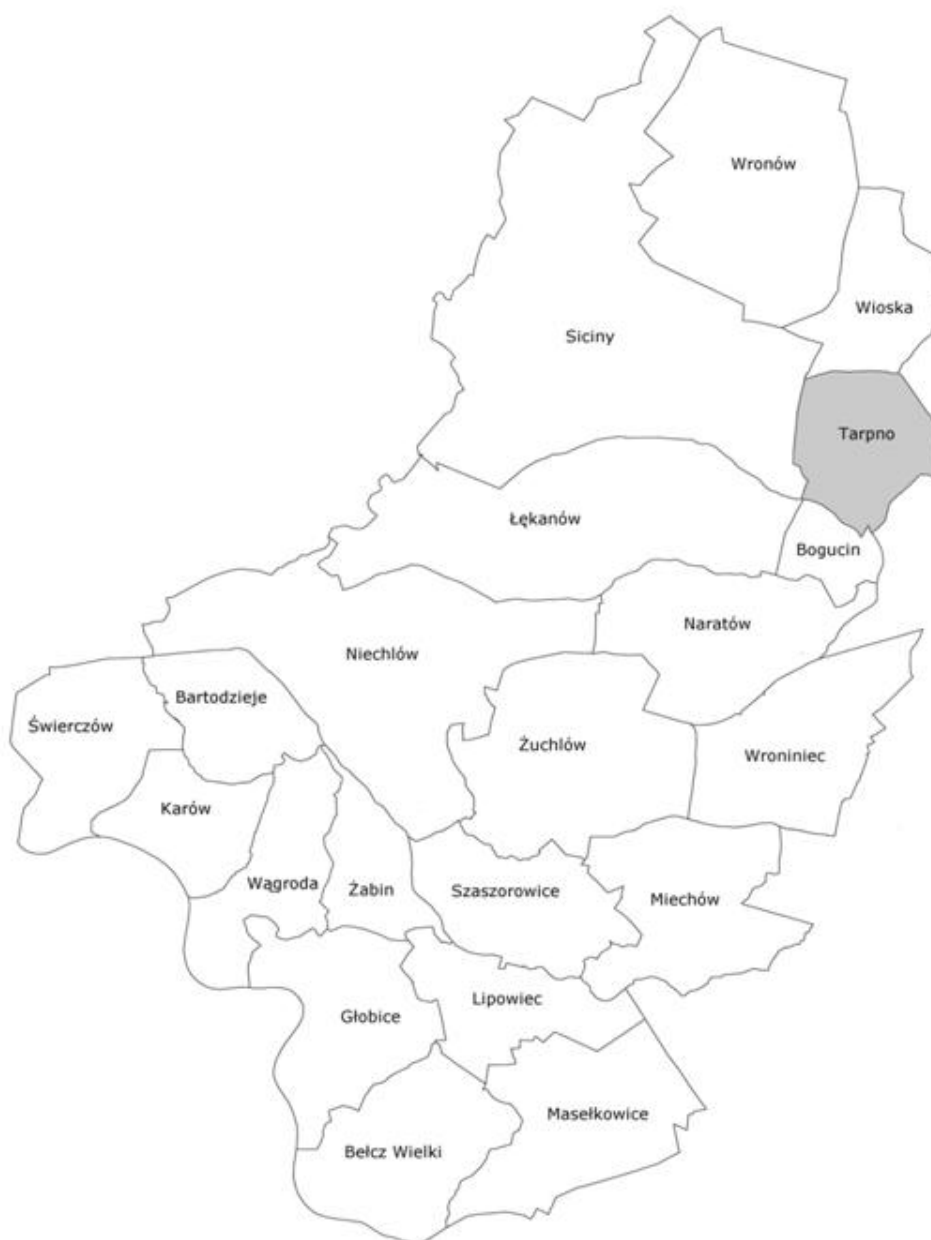 Wronów
Wioska
Siciny
Tarpno
Łękanów
Bogucin
Naratów
Niechlów
Bartodzieje
Świerczów
Żuchlów
Wroniniec
Karów
Wągroda
Żabin
Szaszorowice
Miechów
Lipowiec
Głobice
Masełkowice
Bełcz Wielki